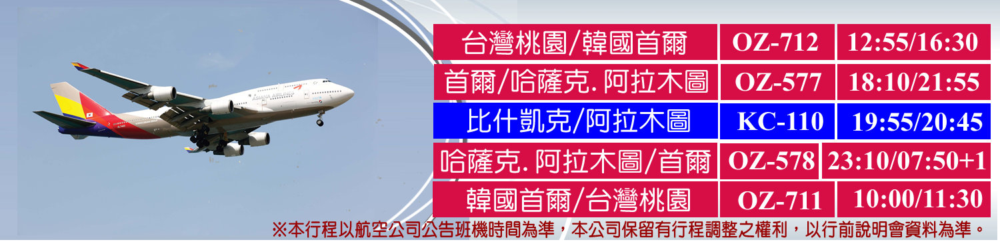 台灣桃園/韓國首爾 OZ-712 12:55/16:30
首爾/哈薩克.阿拉木圖 OZ-577 18:10/21:55
比什凱克/阿拉木圖 KC-110 19:55/20:45
哈薩克.阿拉木圖/首爾 OZ-578 23:10/07:50+1
韓國首爾/台灣桃園 OZ-711 10:00/11:30
※本行程以航空公司公告班機時間為準，本公司保留有行程調整之權利，以行前說明會資料為準。
ASIANA AIRLINES